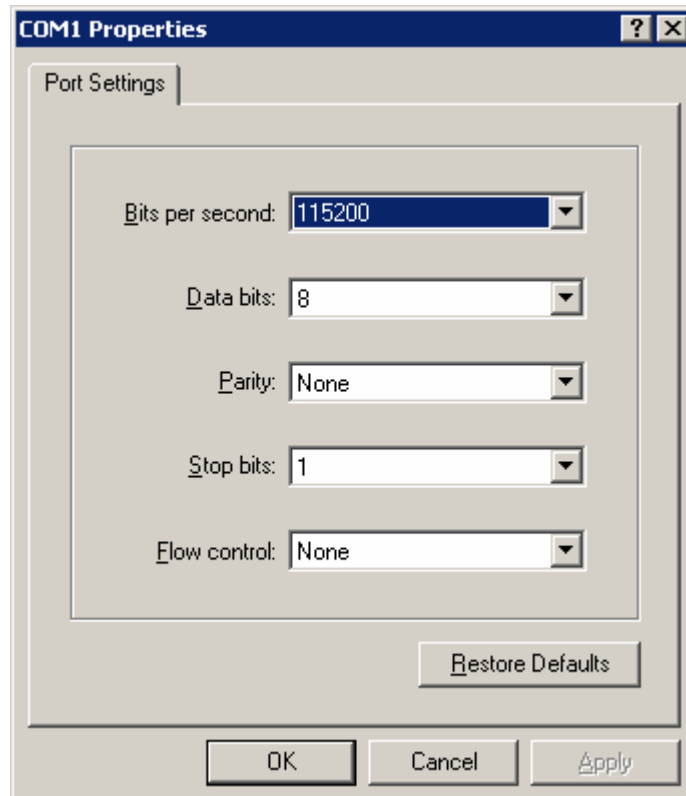 COM1 Properties
Port Settings
Bits per second: 115200
Data bits: 8
Parity: None
Stop bits: 1
Flow control: None
Restore Defaults
OK Cancel Apply